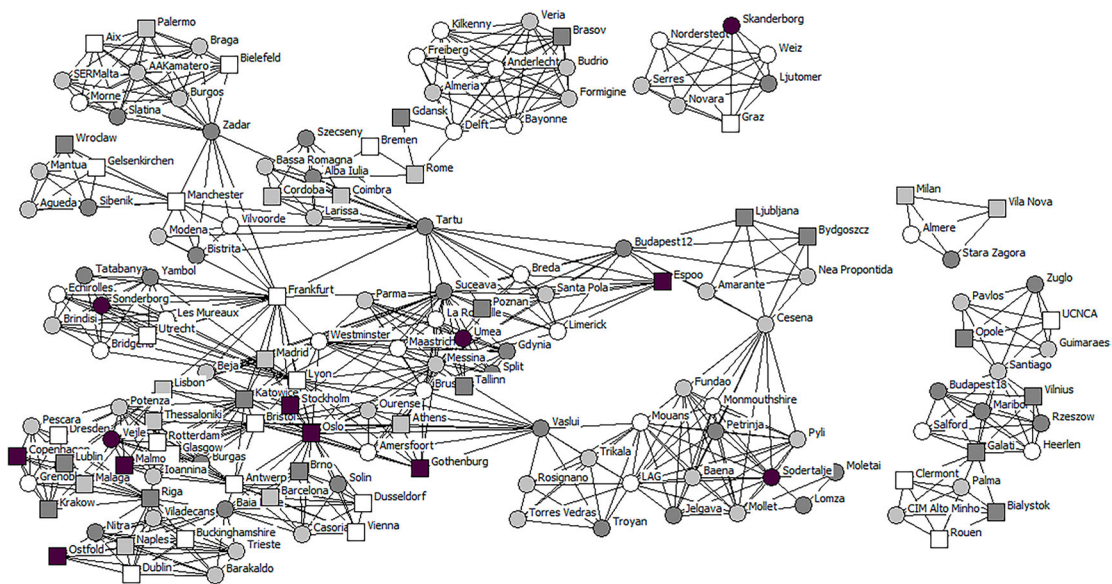 Palermo
Aix
Braga
Bielefeld
SERMalta
AAKamatero
Morne
Burgos
Slatina
Zadar
Kilkenny
Veria
Brasov
Freiberg
Anderlecht
Budrio
Almeria
Formigine
Gdansk
Delft
Bayonne
Skanderborg
Norderstedt
Weiz
Serres
Ljutomer
Novara
Graz
Wroclaw
Mantua
Gelsenkirchen
Agueda
Sibenik
Szecseny
Bremen
Bassa Romagna
Alba Iulia
Rome
Cordoba
Coimbra
Larissa
Manchester
Modena
Vilvoorde
Bistrita
Tartu
Milan
Vila Nova
Almere
Stara Zagora
Ljubljana
Budapest12
Bydgoszcz
Nea Propontida
Breda
Espoo
Amarante
Santa Pola
Suceava
Cesena
Limerick
Tatabanya
Yambol
Echirolles
Sonderborg
Les Mureaux
Brindisi
Utrecht
Bridgend
Frankfurt
Parma
Poznan
Umea
Gdynia
Westminster
Maastrich
Messina
Split
Tallinn
Zuglo
Pavlos
UCNCA
Opole
Guimaraes
Santiago
Beja
Madrid
Lyon
Brus
Lisbon
Katowice
Stockholm
Ourense
Athens
Bristol
Oslo
Amersfoort
Gothenburg
Vaslui
Fundao
Mouans
Monmouthshire
Petrinja
Pyli
Trikala
Rosignano
LAG
Baena
Sodertalje
Moletai
Torres Vedras
Troyan
Jelgava
Mollet
Lomza
Budapest18
Vilnius
Maribor
Rzeszow
Salford
Galati
Heerlen
Clermont
Palma
CIM Alto Minho
Bialystok
Rouen
Potenza
Pescara
Thessaloniki
Dresden
Vejle
Rotterdam
Copenhag
Lublin
Malmo
Glasgow
Grenob
Malaga
Ioannina
Burgas
Krakow
Riga
Antwerp
Brno
Solin
Barcelona
Dusseldorf
Viladecans
Baia
Casoria
Vienna
Nitra
Naples
Buckinghamshire
Ostfold
Trieste
Dublin
Barakaldo